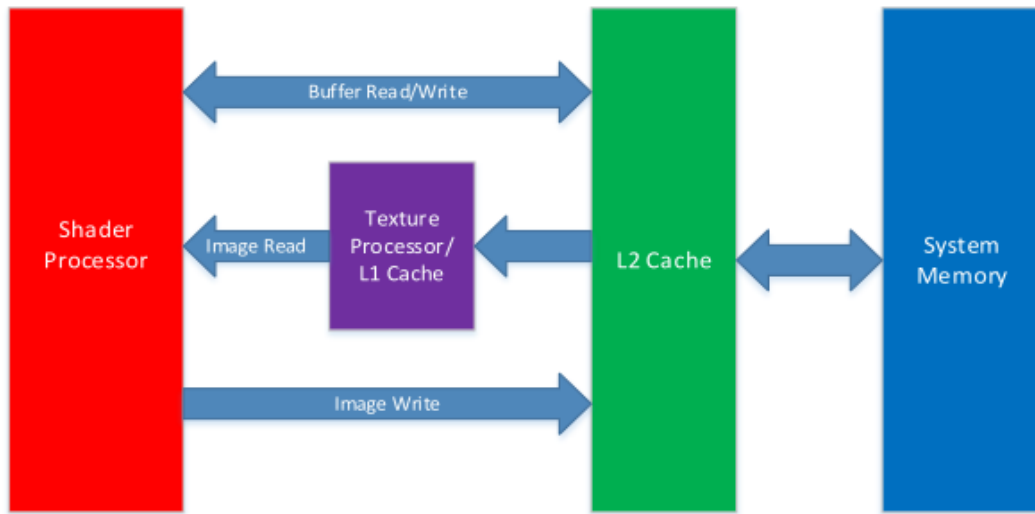 Buffer Read/Write
Shader
Processor
Image Read
Texture
Processor/
L1 Cache
L2 Cache
System
Memory
Image Write